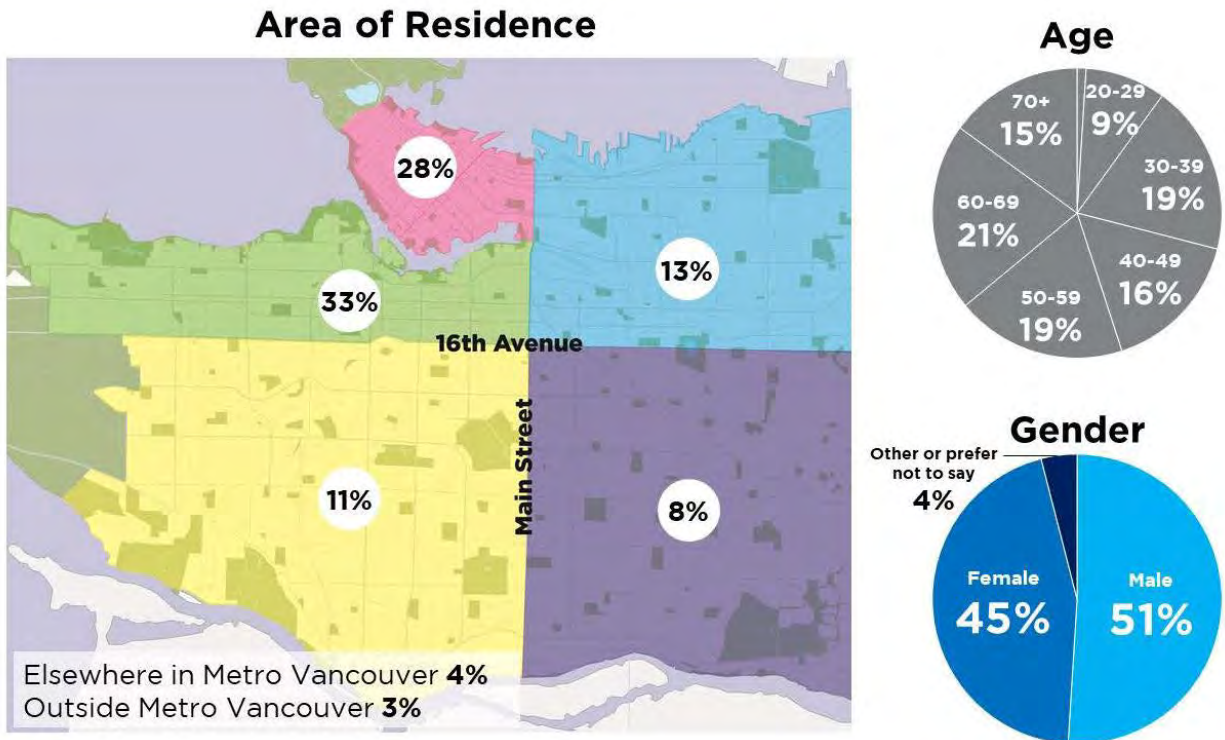 Area of Residence
28%
33%
13%
16th Avenue
Main Street
11%
8%
Elsewhere in Metro Vancouver 4%
Outside Metro Vancouver 3%
Age
20-29
9%
30-39
19%
40-49
16%
50-59
19%
60-69
21%
70+
15%
Gender
Other or prefer
not to say
4%
Female
45%
Male
51%